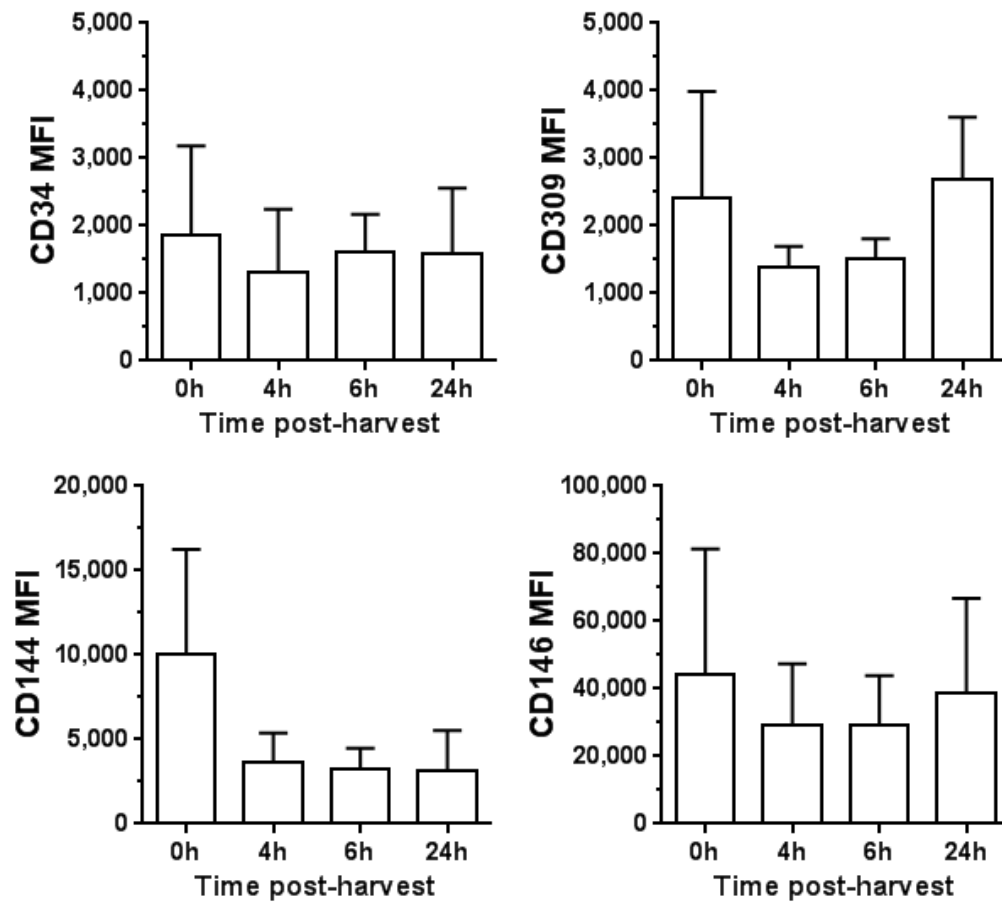 5,000
4,000
3,000
2,000
1,000
0
CD34 MFI
0h 4h 6h 24h
Time post-harvest
5,000
4,000
3,000
2,000
1,000
0
CD309 MFI
0h 4h 6h 24h
Time post-harvest
20,000
15,000
10,000
5,000
0
CD144 MFI
0h 4h 6h 24h
Time post-harvest
100,000
80,000
60,000
40,000
20,000
0
CD146 MFI
0h 4h 6h 24h
Time post-harvest